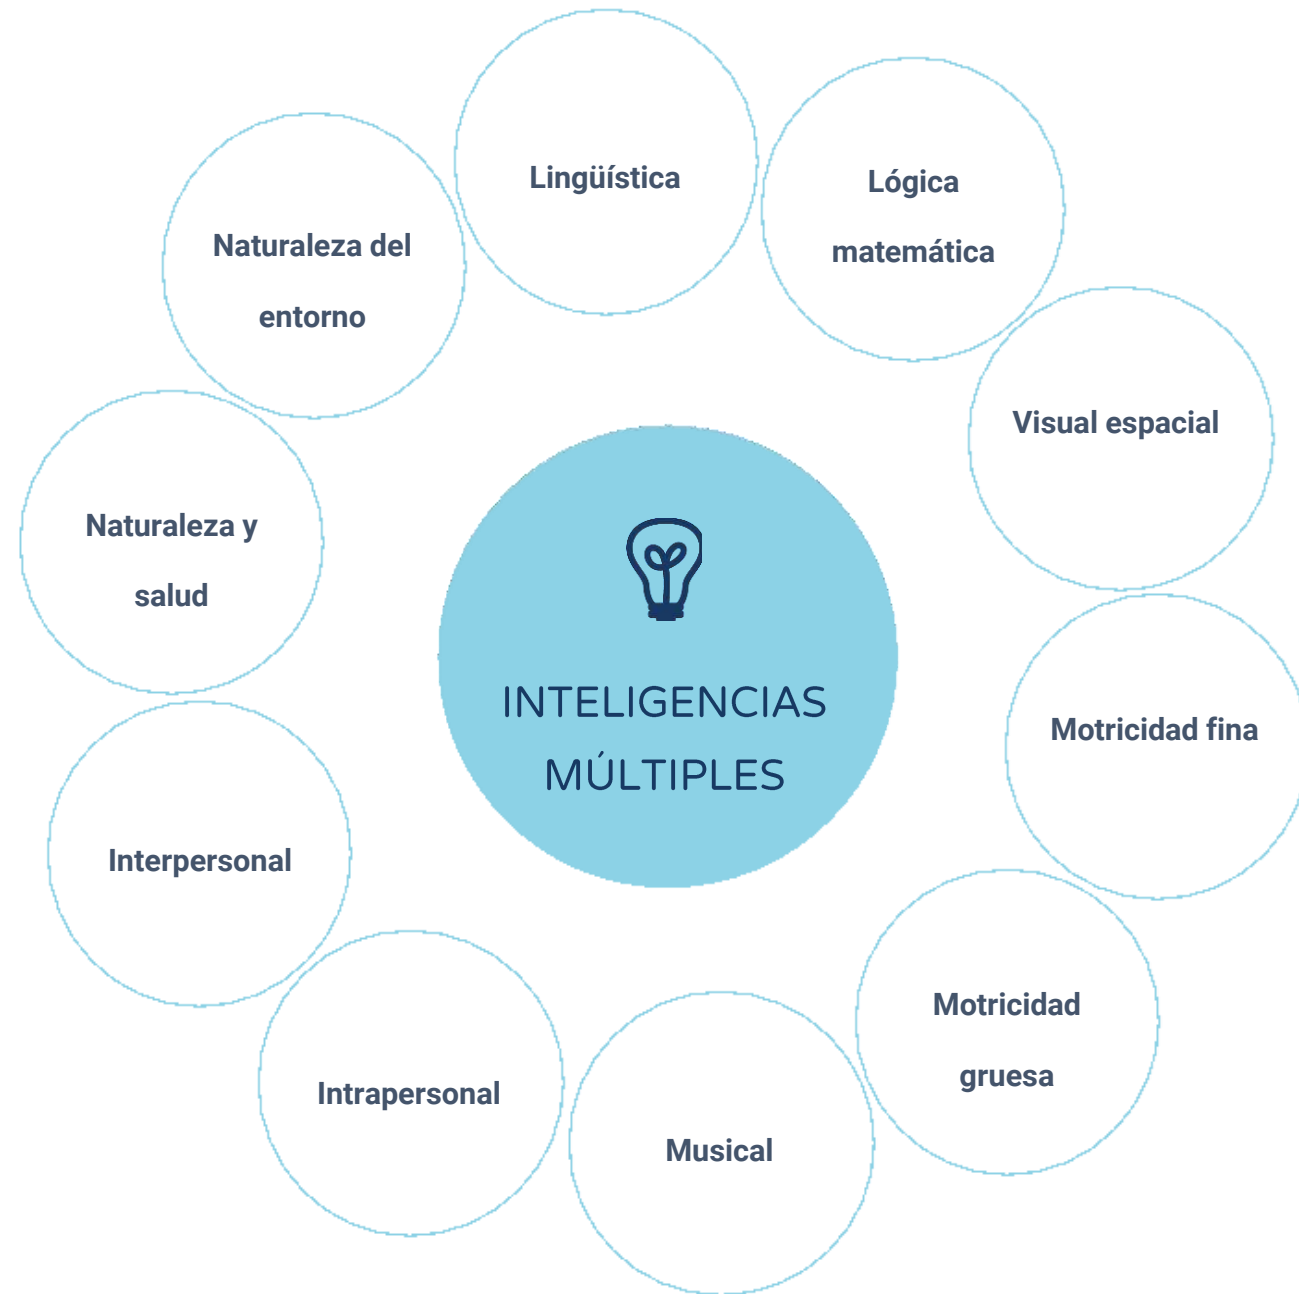 Lingüística
Lógica
matemática
Visual espacial
Motricidad fina
Motricidad
gruesa
Musical
Intrapersonal
Interpersonal
Naturaleza y
salud
Naturaleza del
entorno
INTELIGENCIAS
MÚLTIPLES